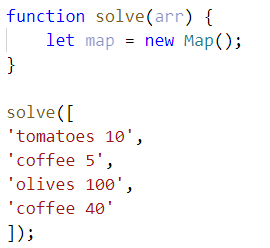 function solve(arr) {
    let map = new Map();
}

solve([
'tomatoes 10',
'coffee 5',
'olives 100',
'coffee 40'
]);